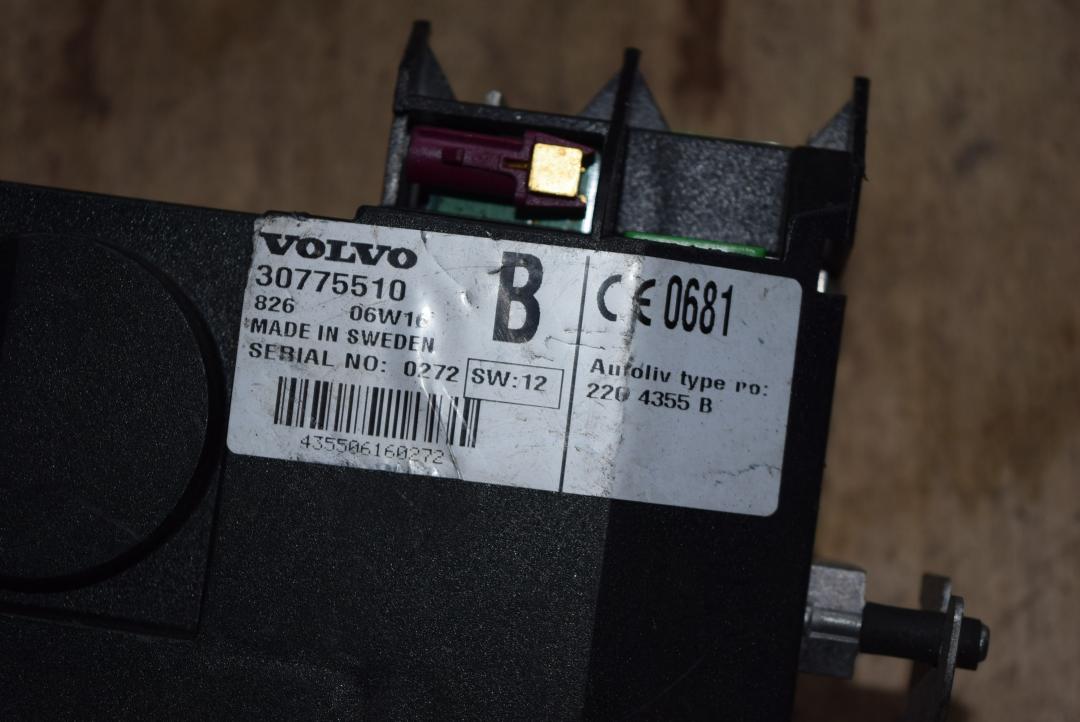 VOLVO
30775510
826 06W16
MADE IN SWEDEN
SERIAL NO: 0272
SW:12
435506160272
B
CE 0681
Autoliv type no:
220 4355 B